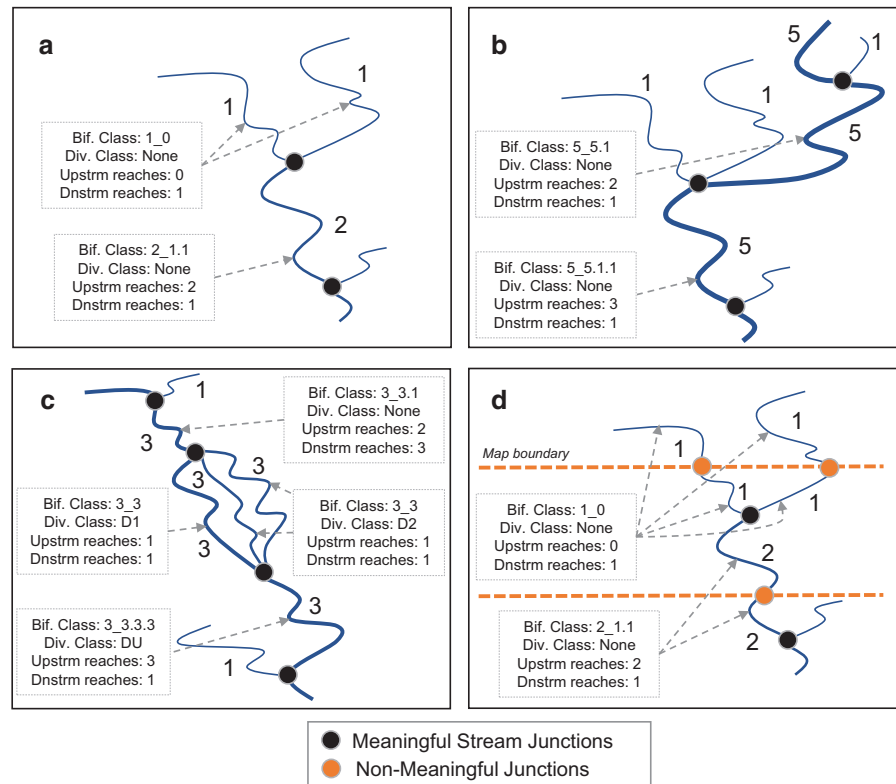 a
1
1
Bif. Class: 1_0
Div. Class: None
Upstrm reaches: 0
Dnstrm reaches: 1
2
Bif. Class: 2_1.1
Div. Class: None
Upstrm reaches: 2
Dnstrm reaches: 1
b
5
1
1
1
5
Bif. Class: 5_5.1
Div. Class: None
Upstrm reaches: 2
Dnstrm reaches: 1
5
Bif. Class: 5_5.1.1
Div. Class: None
Upstrm reaches: 3
Dnstrm reaches: 1
c
1
Bif. Class: 3_3.1
Div. Class: None
Upstrm reaches: 2
Dnstrm reaches: 3
3
3
3
Bif. Class: 3_3
Div. Class: D1
Upstrm reaches: 1
Dnstrm reaches: 1
3
Bif. Class: 3_3
Div. Class: D2
Upstrm reaches: 1
Dnstrm reaches: 1
3
Bif. Class: 3_3.3.3
Div. Class: DU
Upstrm reaches: 3
Dnstrm reaches: 1
1
d
1
1
Map boundary
1
1
Bif. Class: 1_0
Div. Class: None
Upstrm reaches: 0
Dnstrm reaches: 1
2
Bif. Class: 2_1.1
Div. Class: None
Upstrm reaches: 2
Dnstrm reaches: 1
2
Meaningful Stream Junctions
Non-Meaningful Junctions